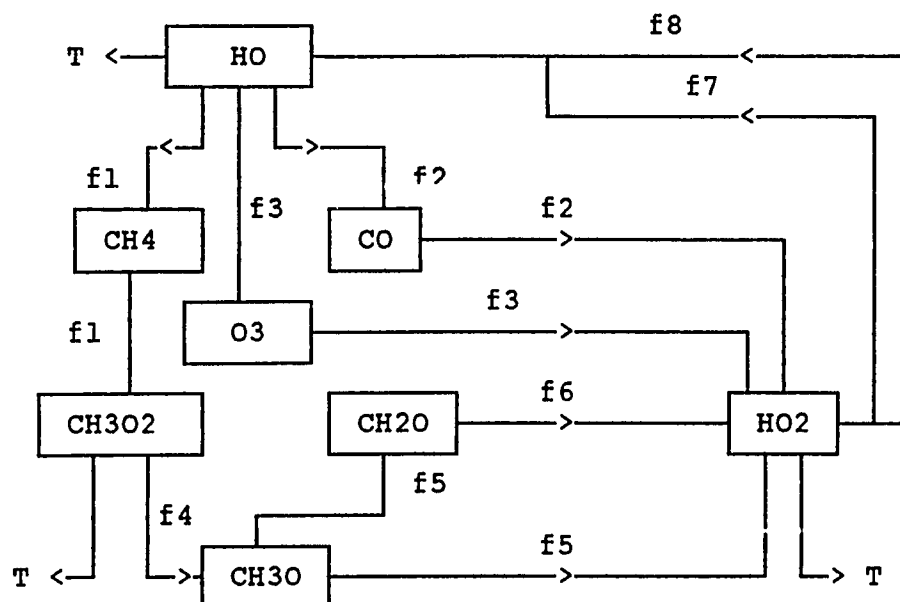 f8
T HO
f7
f1 f2
f3 f2
CH4 CO
f3
f1 O3
f6
CH3O2 CH2O HO2
f5
f4
f5
T CH3O T